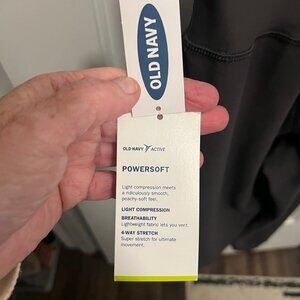 OLD NAVY
OLD NAVY ACTIVE
POWERSOFT
Light compression meets
a ridiculously smooth,
peachy-soft feel.
LIGHT COMPRESSION
BREATHABILITY
Lightweight fabric lets you vent.
4-WAY STRETCH
Super stretch for ultimate
movement.